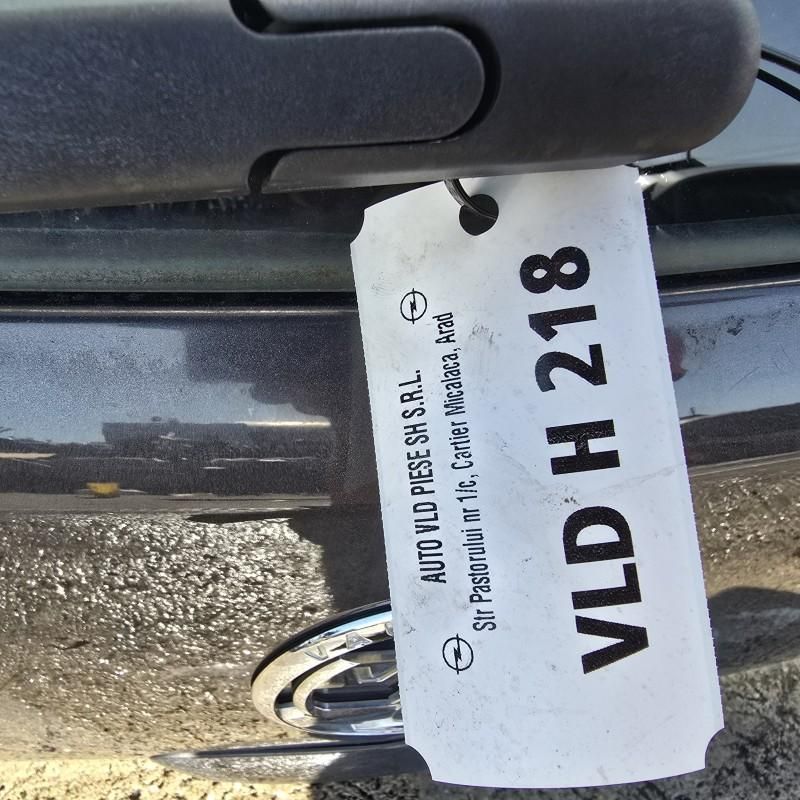 AUTO VLD PIESE SH S.R.L.
Str Pastorului nr 1/c, Cartier Micalaca, Arad
VLD H 218